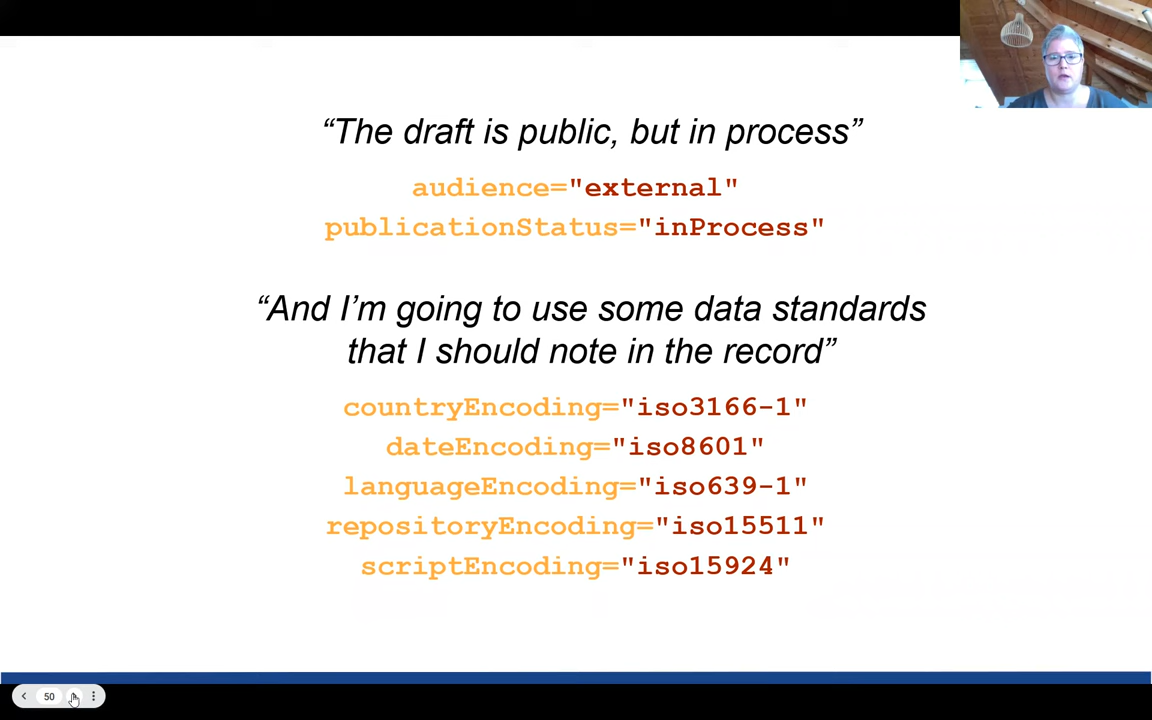 “The draft is public, but in process”
audience="external"
publicationStatus="inProcess"
“And I’m going to use some data standards
that I should note in the record”
countryEncoding="iso3166-1"
dateEncoding="iso8601"
languageEncoding="iso639-1"
repositoryEncoding="iso15511"
scriptEncoding="iso15924"
50